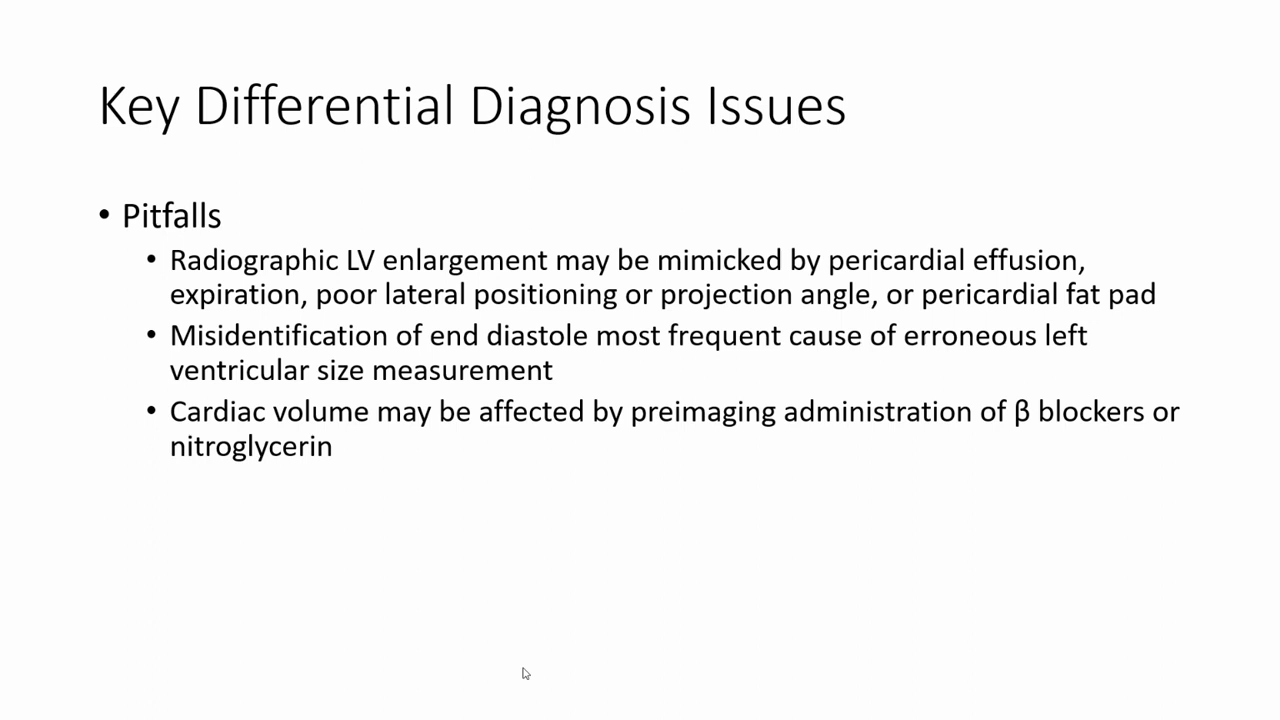 Key Differential Diagnosis Issues
• Pitfalls
• Radiographic LV enlargement may be mimicked by pericardial effusion,
expiration, poor lateral positioning or projection angle, or pericardial fat pad
• Misidentification of end diastole most frequent cause of erroneous left
ventricular size measurement
• Cardiac volume may be affected by preimaging administration of β blockers or
nitroglycerin